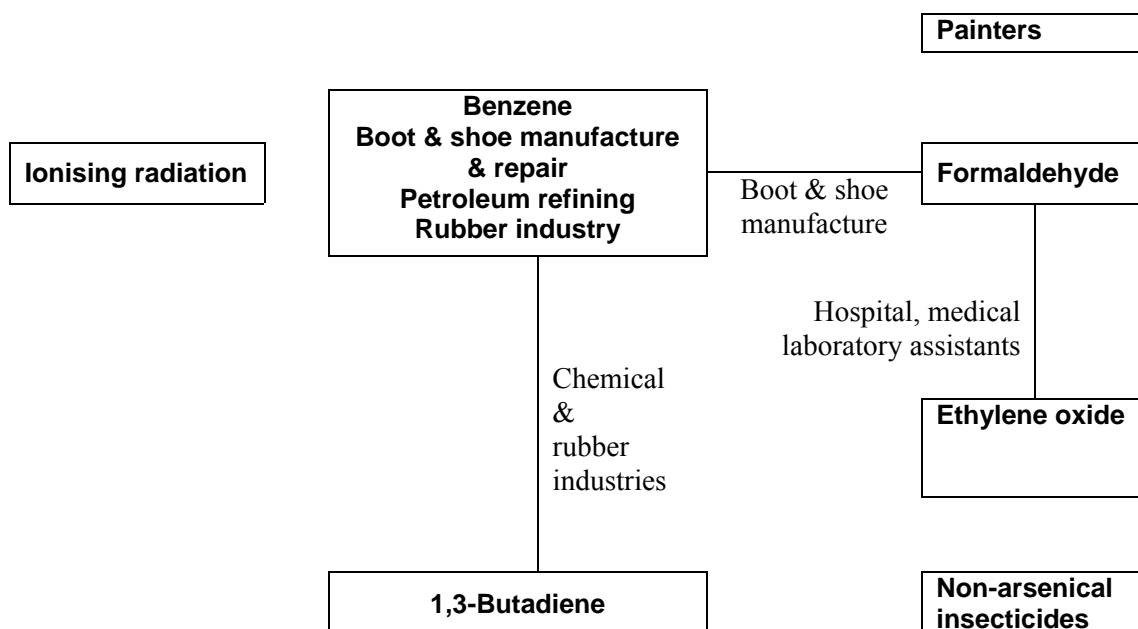 Painters
Benzene
Boot & shoe manufacture
& repair
Petroleum refining
Rubber industry
Ionising radiation
Formaldehyde
Boot & shoe
manufacture
Hospital, medical
laboratory assistants
Chemical
&
rubber
industries
Ethylene oxide
1,3-Butadiene
Non-arsenical
insecticides